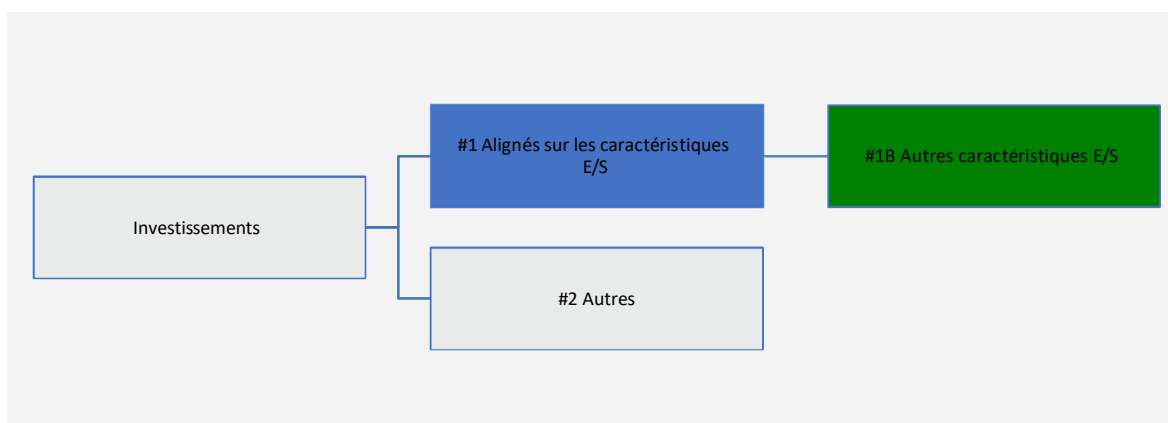 #1 Alignés sur les caractéristiques
E/S
#1B Autres caractéristiques E/S
Investissements
#2 Autres